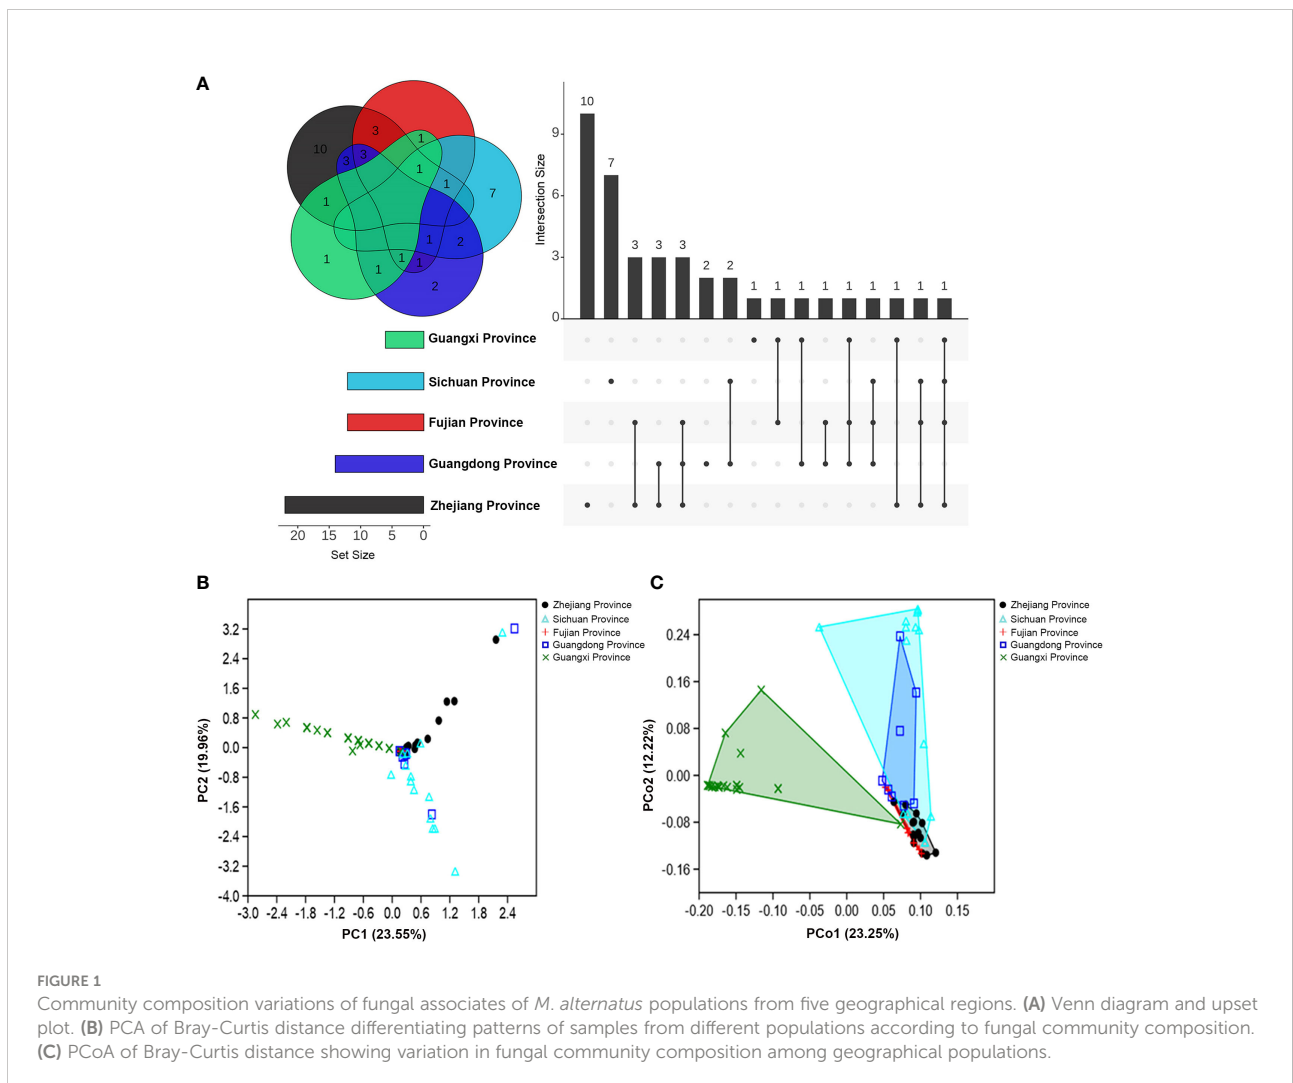 A
10
3
1
3
3
1
1
7
1
1
2
1
1
1
1
2
Intersection Size
9
6
3
0
10
7
3
3
3
2
2
1
1
1
1
1
1
1
1
1
Guangxi Province
Sichuan Province
Fujian Province
Guangdong Province
Zhejiang Province
20 15 10 5 0
Set Size
B
PC2 (19.96%)
3.2
2.4
1.6
0.8
0.0
-0.8
-1.6
-2.4
-3.2
-4.0
-3.0 -2.4 -1.8 -1.2 -0.6 0.0 0.6 1.2 1.8 2.4
PC1 (23.55%)
Zhejiang Province
Sichuan Province
Fujian Province
Guangdong Province
Guangxi Province
C
PCo2 (12.22%)
0.24
0.16
0.08
0.00
-0.08
-0.16
-0.20 -0.15 -0.10 -0.05 0.00 0.05 0.10 0.15
PCo1 (23.25%)
Zhejiang Province
Sichuan Province
Fujian Province
Guangdong Province
Guangxi Province
FIGURE 1
Community composition variations of fungal associates of M. alternatus populations from five geographical regions. (A) Venn diagram and upset
plot. (B) PCA of Bray-Curtis distance differentiating patterns of samples from different populations according to fungal community composition.
(C) PCoA of Bray-Curtis distance showing variation in fungal community composition among geographical populations.